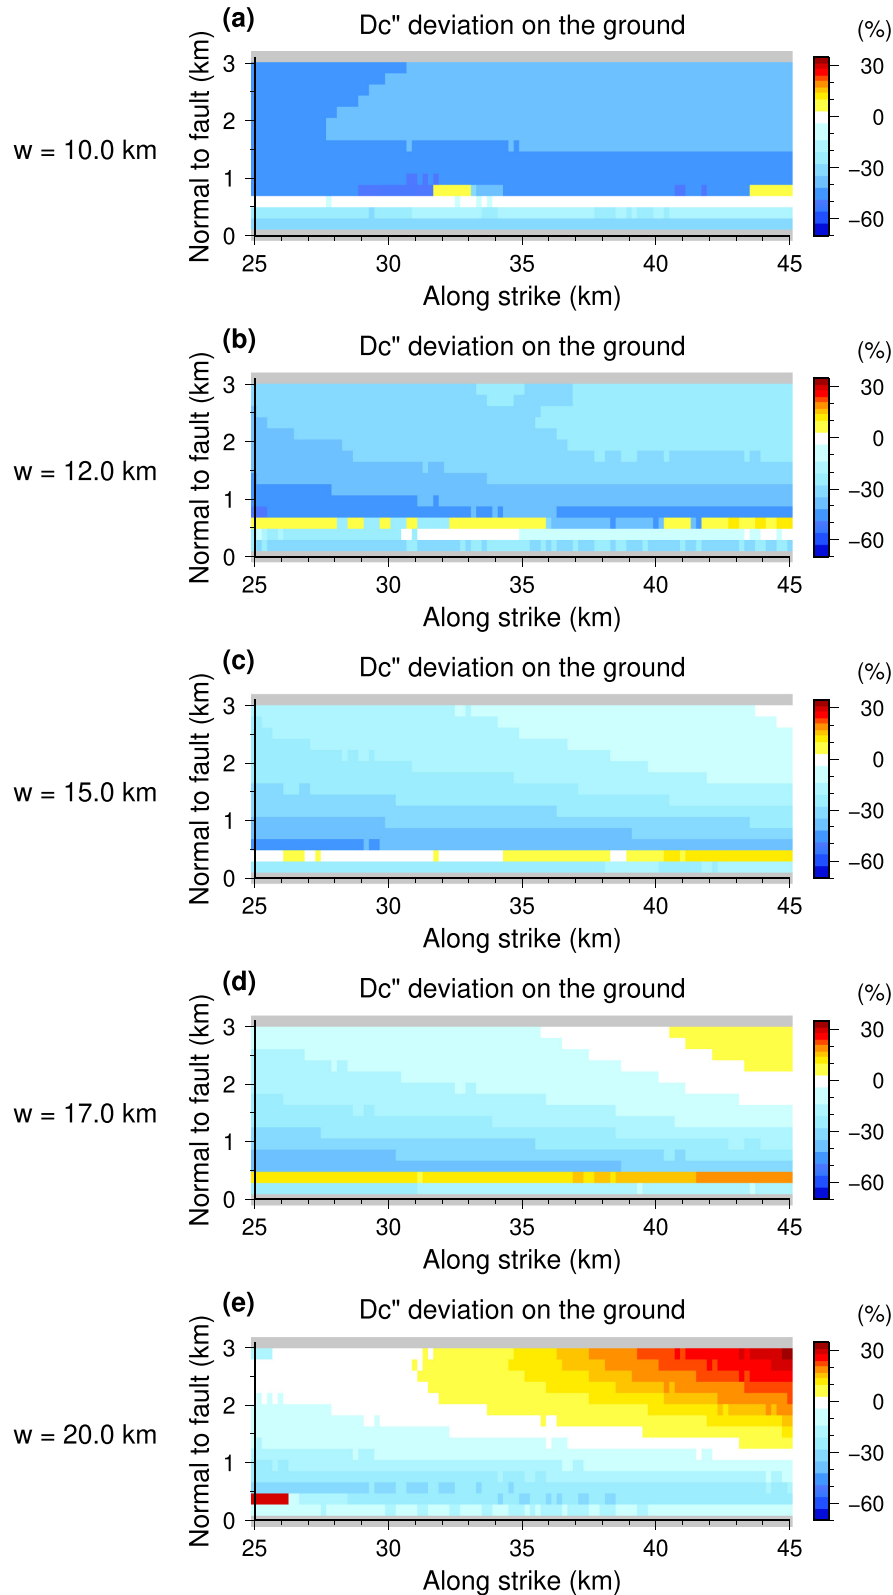 (a) Dc" deviation on the ground (%)
w = 10.0 km
Normal to fault (km)
3
2
1
0
25 30 35 40 45
Along strike (km)
30
0
−30
−60
(b) Dc" deviation on the ground (%)
w = 12.0 km
Normal to fault (km)
3
2
1
0
25 30 35 40 45
Along strike (km)
30
0
−30
−60
(c) Dc" deviation on the ground (%)
w = 15.0 km
Normal to fault (km)
3
2
1
0
25 30 35 40 45
Along strike (km)
30
0
−30
−60
(d) Dc" deviation on the ground (%)
w = 17.0 km
Normal to fault (km)
3
2
1
0
25 30 35 40 45
Along strike (km)
30
0
−30
−60
(e) Dc" deviation on the ground (%)
w = 20.0 km
Normal to fault (km)
3
2
1
0
25 30 35 40 45
Along strike (km)
30
0
−30
−60